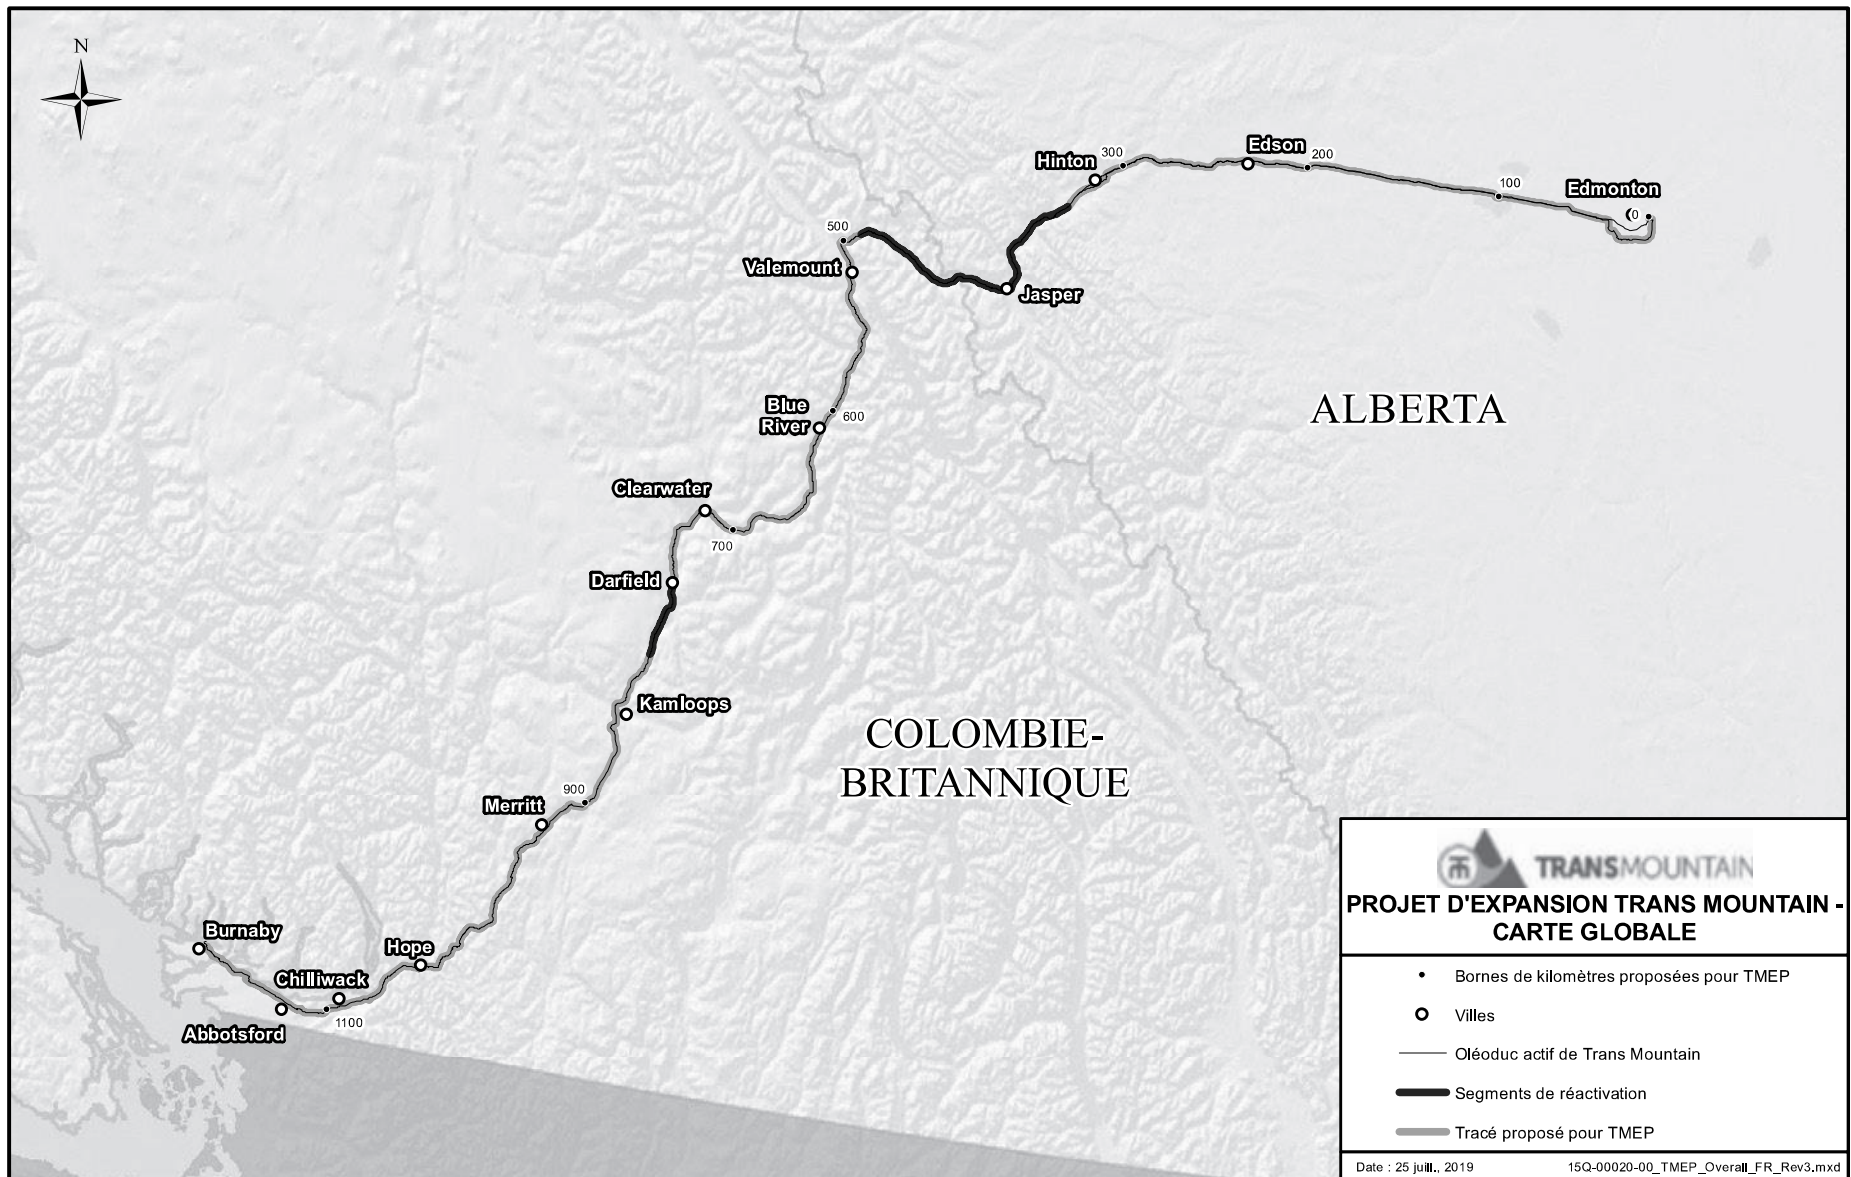 N
Edson
Hinton
300
200
100
Edmonton
0
500
Valemount
Jasper
ALBERTA
Blue
River
600
Clearwater
700
Darfield
Kamloops
COLOMBIE-
BRITANNIQUE
900
Merritt
Burnaby
Hope
Chilliwack
1100
Abbotsford
TRANSMOUNTAIN
PROJET D'EXPANSION TRANS MOUNTAIN -
CARTE GLOBALE
Bornes de kilomètres proposées pour TMEP
Villes
Oléoduc actif de Trans Mountain
Segments de réactivation
Tracé proposé pour TMEP
Date : 25 juill., 2019 15Q-00020-00_TMEP_Overall_FR_Rev3.mxd